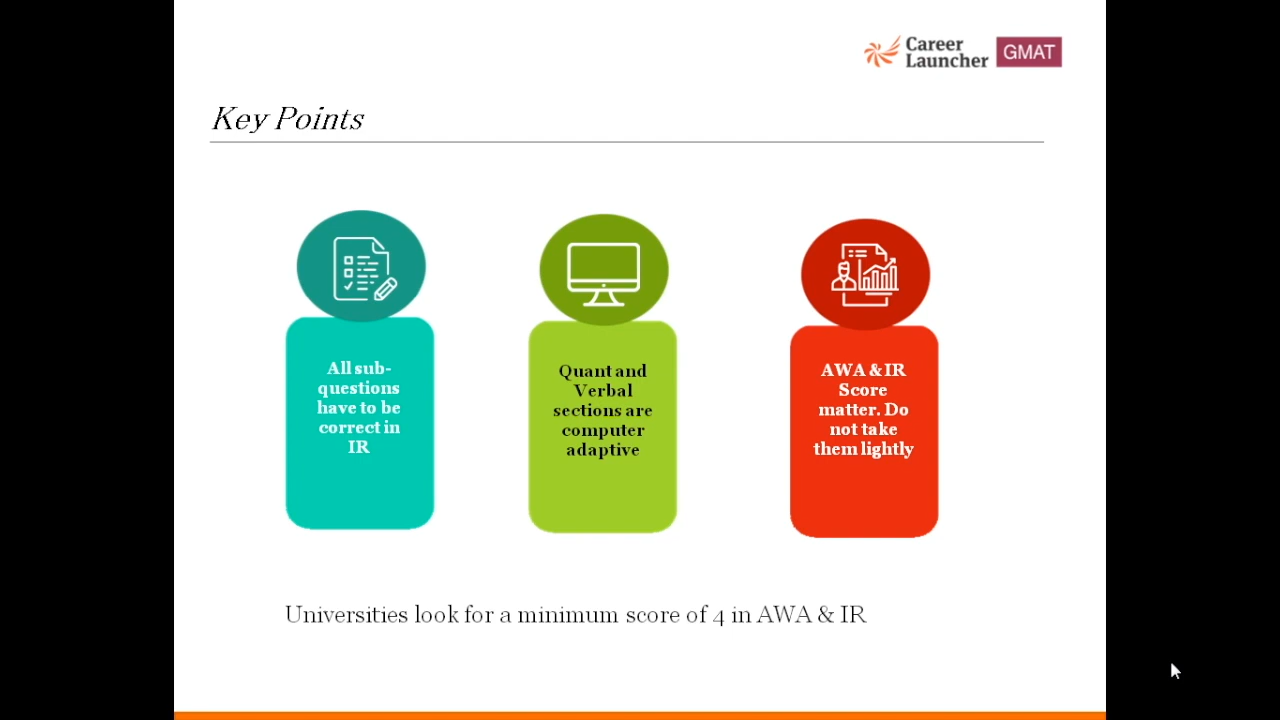 Career
Launcher
GMAT
Key Points
All sub-
questions
have to be
correct in
IR
Quant and
Verbal
sections are
computer
adaptive
AWA & IR
Score
matter. Do
not take
them lightly
Universities look for a minimum score of 4 in AWA & IR